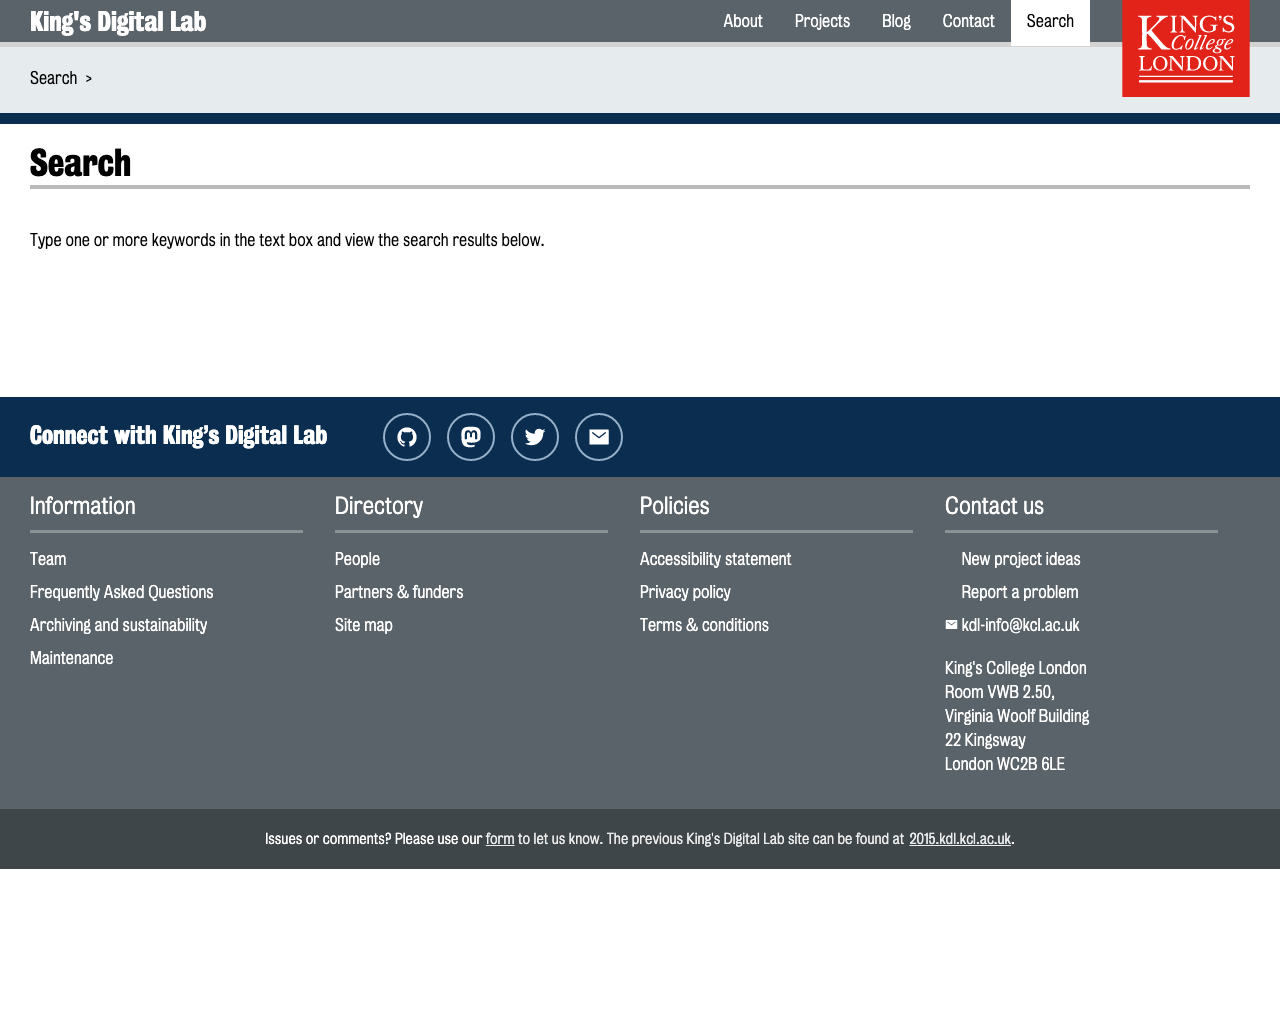 King's Digital Lab
About
Projects
Blog
Contact
Search
KING'S
College
LONDON
Search >
Search
Type one or more keywords in the text box and view the search results below.
Connect with King’s Digital Lab
Information
Team
Frequently Asked Questions
Archiving and sustainability
Maintenance
Directory
People
Partners & funders
Site map
Policies
Accessibility statement
Privacy policy
Terms & conditions
Contact us
New project ideas
Report a problem
kdl-info@kcl.ac.uk
King's College London
Room VWB 2.50,
Virginia Woolf Building
22 Kingsway
London WC2B 6LE
Issues or comments? Please use our form to let us know. The previous King's Digital Lab site can be found at 2015.kdl.kcl.ac.uk.